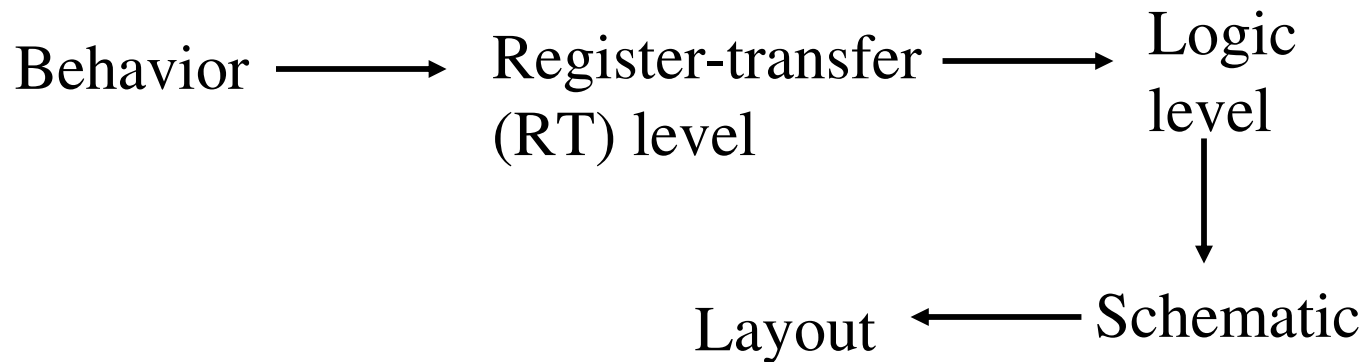 Behavior
Register-transfer
(RT) level
Logic
level
Schematic
Layout